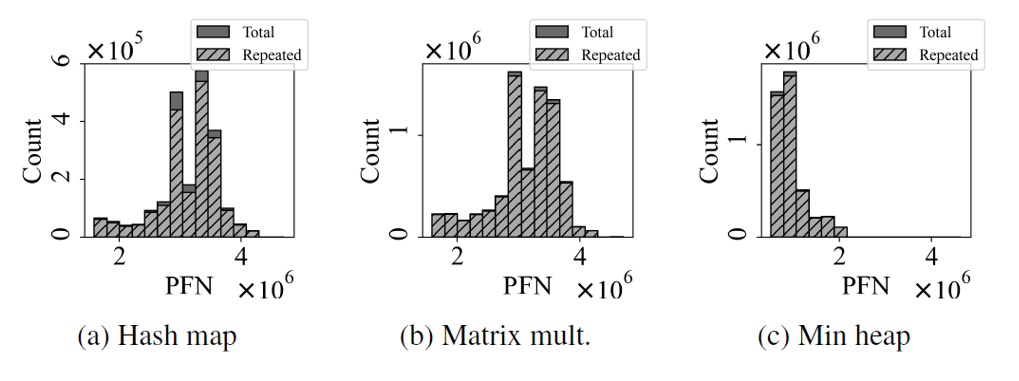 Total
Repeated
×10^5
6
4
2
0
Count
2
4
PFN
×10^6
(a) Hash map
Total
Repeated
×10^6
1
0
Count
2
4
PFN
×10^6
(b) Matrix mult.
Total
Repeated
×10^6
1
0
Count
2
4
PFN
×10^6
(c) Min heap